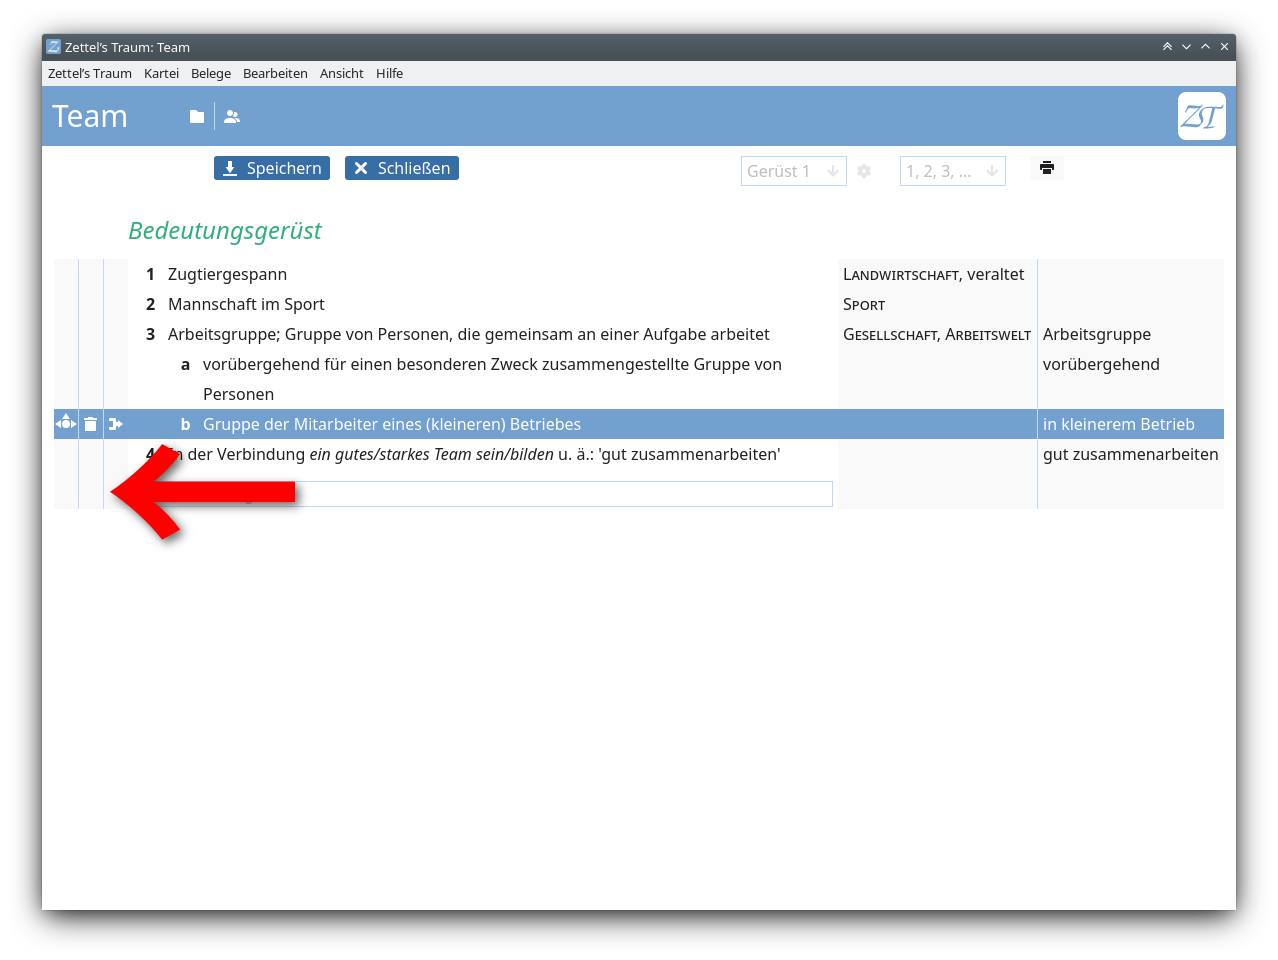 Zettel’s Traum: Team
Zettel’s Traum Kartei Belege Bearbeiten Ansicht Hilfe
Team
ZT
Speichern Schließen Gerüst 1 1, 2, 3, …
Bedeutungsgerüst
1 Zugtiergespann Landwirtschaft, veraltet
2 Mannschaft im Sport Sport
3 Arbeitsgruppe; Gruppe von Personen, die gemeinsam an einer Aufgabe arbeitet Gesellschaft, Arbeitswelt Arbeitsgruppe
a vorübergehend für einen besonderen Zweck zusammengestellte Gruppe von vorübergehend
Personen
b Gruppe der Mitarbeiter eines (kleineren) Betriebes in kleinerem Betrieb
4 in der Verbindung ein gutes/starkes Team sein/bilden u. ä.: 'gut zusammenarbeiten' gut zusammenarbeiten